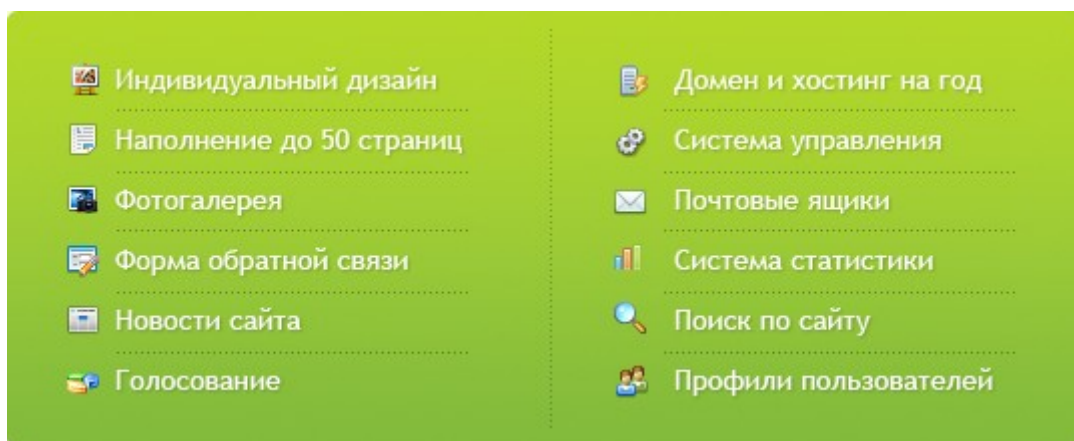 Индивидуальный дизайн
Наполнение до 50 страниц
Фотогалерея
Форма обратной связи
Новости сайта
Голосование
Домен и хостинг на год
Система управления
Почтовые ящики
Система статистики
Поиск по сайту
Профили пользователей